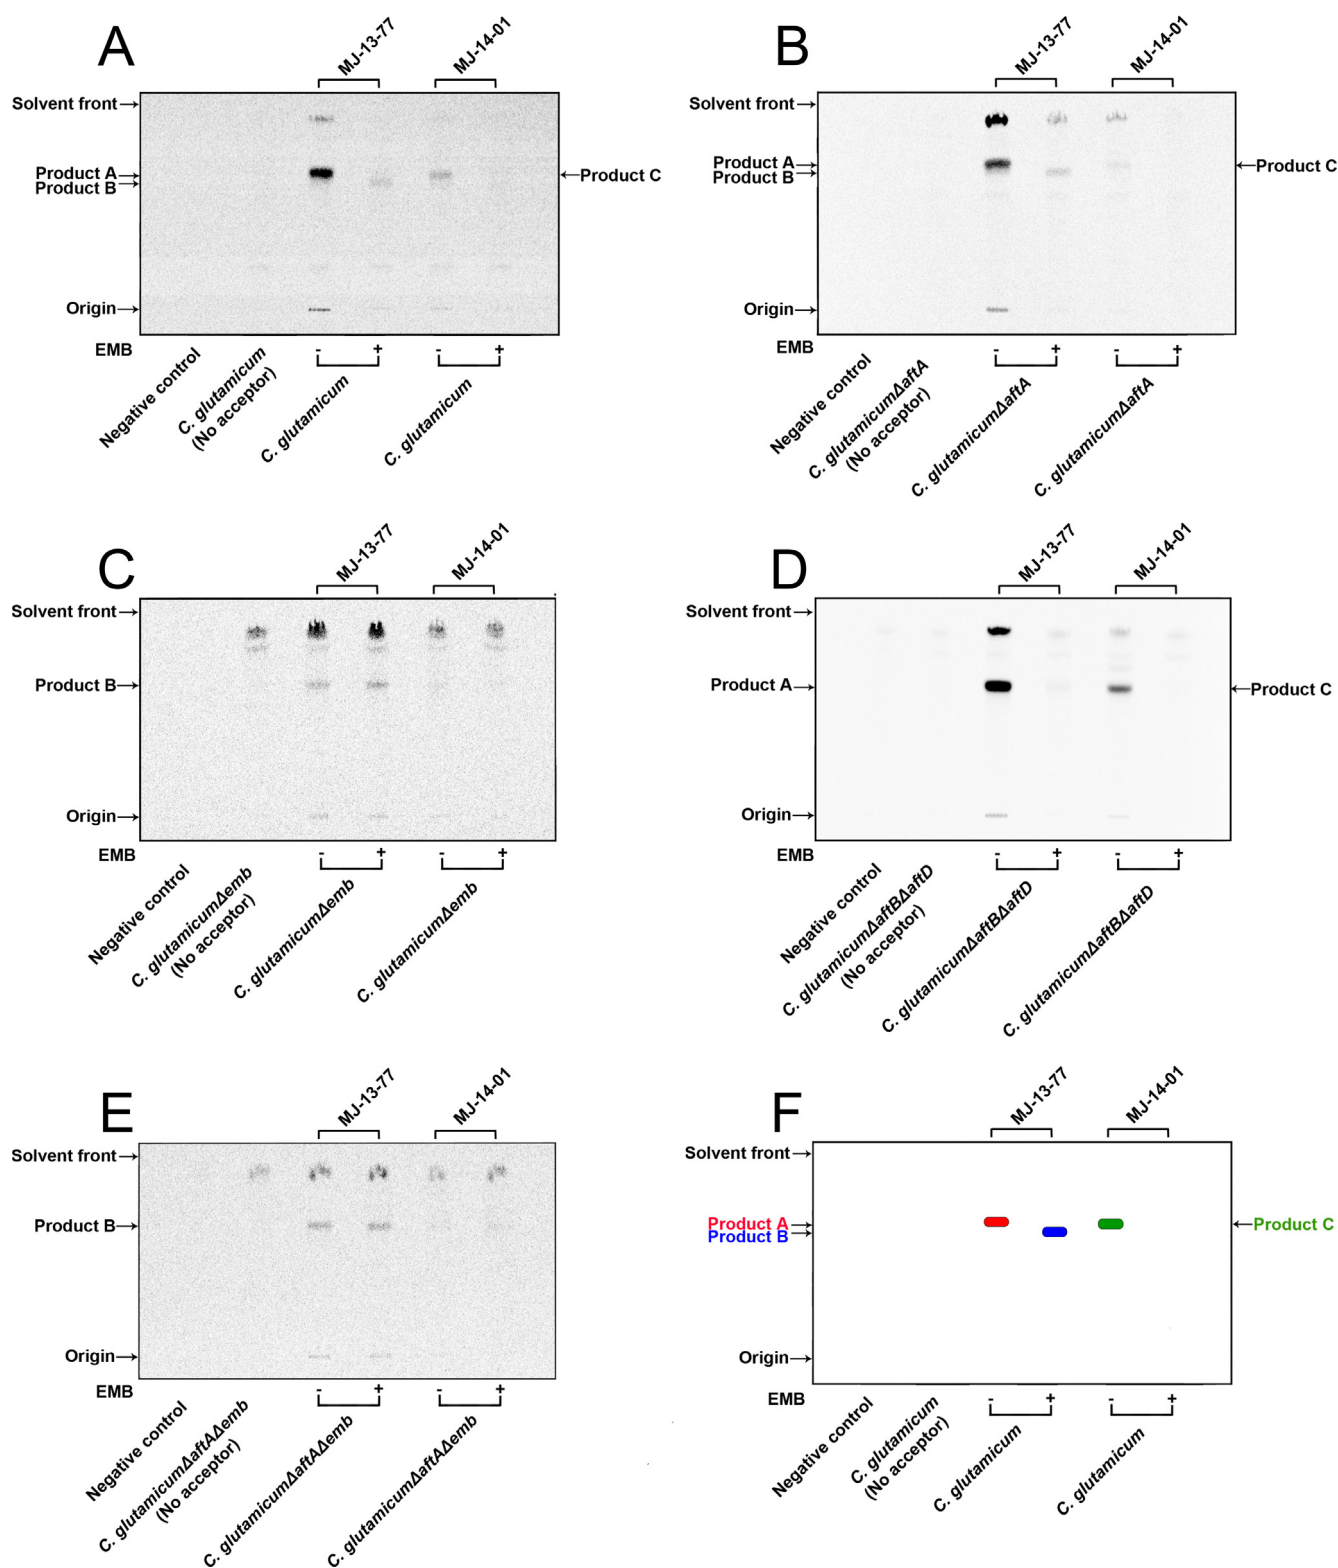 A
MJ-13-77
MJ-14-01
Solvent front
Product A
Product B
Product C
Origin
EMB
- + - +
Negative control
C. glutamicum
(No acceptor)
C. glutamicum
C. glutamicum
B
MJ-13-77
MJ-14-01
Solvent front
Product A
Product B
Product C
Origin
EMB
- + - +
Negative control
C. glutamicumΔaftA
(No acceptor)
C. glutamicumΔaftA
C. glutamicumΔaftA
C
MJ-13-77
MJ-14-01
Solvent front
Product B
Origin
EMB
- + - +
Negative control
C. glutamicumΔemb
(No acceptor)
C. glutamicumΔemb
C. glutamicumΔemb
D
MJ-13-77
MJ-14-01
Solvent front
Product A
Product C
Origin
EMB
- + - +
Negative control
C. glutamicumΔaftBΔaftD
(No acceptor)
C. glutamicumΔaftBΔaftD
C. glutamicumΔaftBΔaftD
E
MJ-13-77
MJ-14-01
Solvent front
Product B
Origin
EMB
- + - +
Negative control
C. glutamicumΔaftAΔemb
(No acceptor)
C. glutamicumΔaftAΔemb
C. glutamicumΔaftAΔemb
F
MJ-13-77
MJ-14-01
Solvent front
Product A
Product B
Product C
Origin
EMB
- + - +
Negative control
C. glutamicum
(No acceptor)
C. glutamicum
C. glutamicum